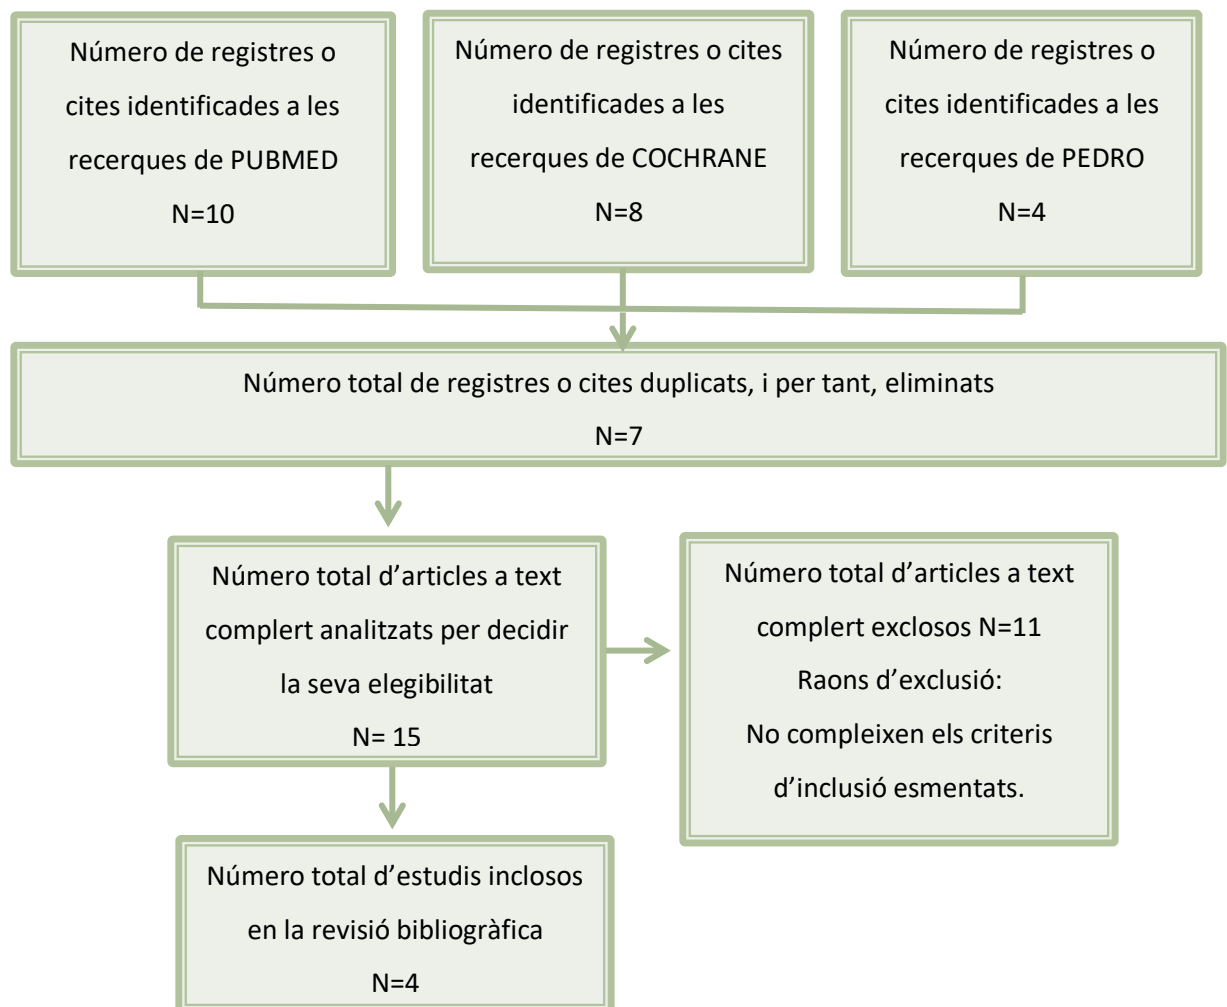 Número de registres o
cites identificades a les
recerques de PUBMED
N=10
Número de registres o cites
identificades a les
recerques de COCHRANE
N=8
Número de registres o
cites identificades a les
recerques de PEDRO
N=4
Número total de registres o cites duplicats, i per tant, eliminats
N=7
Número total d’articles a text
complert analitzats per decidir
la seva elegibilitat
N= 15
Número total d’articles a text
complert exclosos N=11
Raons d’exclusió:
No compleixen els criteris
d’inclusió esmentats.
Número total d’estudis inclosos
en la revisió bibliogràfica
N=4